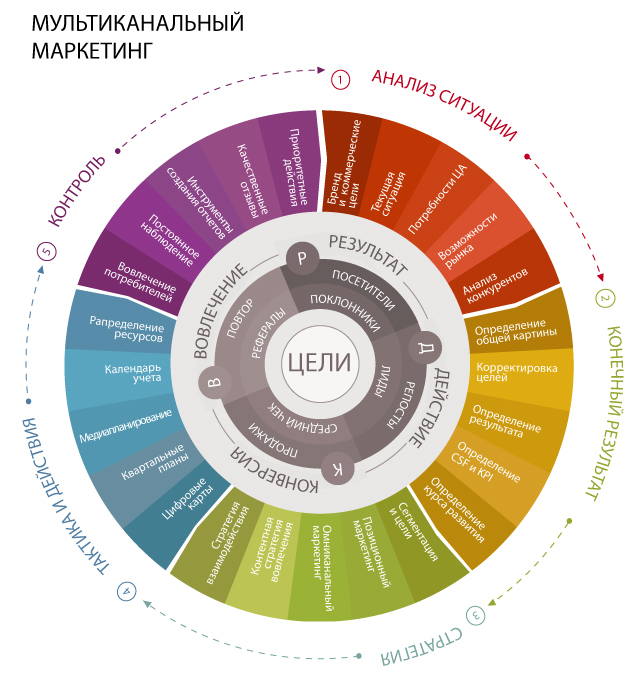 МУЛЬТИКАНАЛЬНЫЙ
МАРКЕТИНГ
1
АНАЛИЗ СИТУАЦИИ
Бренд
и коммерческие
цели
Текущая
ситуация
Потребности ЦА
Возможности
рынка
Анализ
конкурентов
2
КОНЕЧНЫЙ РЕЗУЛЬТАТ
Определение
общей картины
Корректировка
целей
Определение
результата
Определение
CSF и KPI
Определение
курса развития
3
СТРАТЕГИЯ
Сегментация
и цели
Позиционный
маркетинг
Омниканальный
маркетинг
Контентная
стратегия
вовлечения
Стратегия
взаимодействия
4
ТАКТИКА И ДЕЙСТВИЯ
Цифровые
карты
Квартальные
планы
Медиапланирование
Календарь
учета
Рапределение
ресурсов
5
КОНТРОЛЬ
Вовлечение
потребителей
Постоянное
наблюдение
Инструменты
создания отчетов
Качественные
отзывы
Приоритетные
действия
Р
РЕЗУЛЬТАТ
ПОСЕТИТЕЛИ
ПОКЛОННИКИ
Д
ДЕЙСТВИЕ
РЕПОСТЫ
ЛИДЫ
К
КОНВЕРСИЯ
ПРОДАЖИ
СРЕДНИЙ ЧЕК
В
ВОВЛЕЧЕНИЕ
ПОВТОР
РЕФЕРАЛЫ
ЦЕЛИ